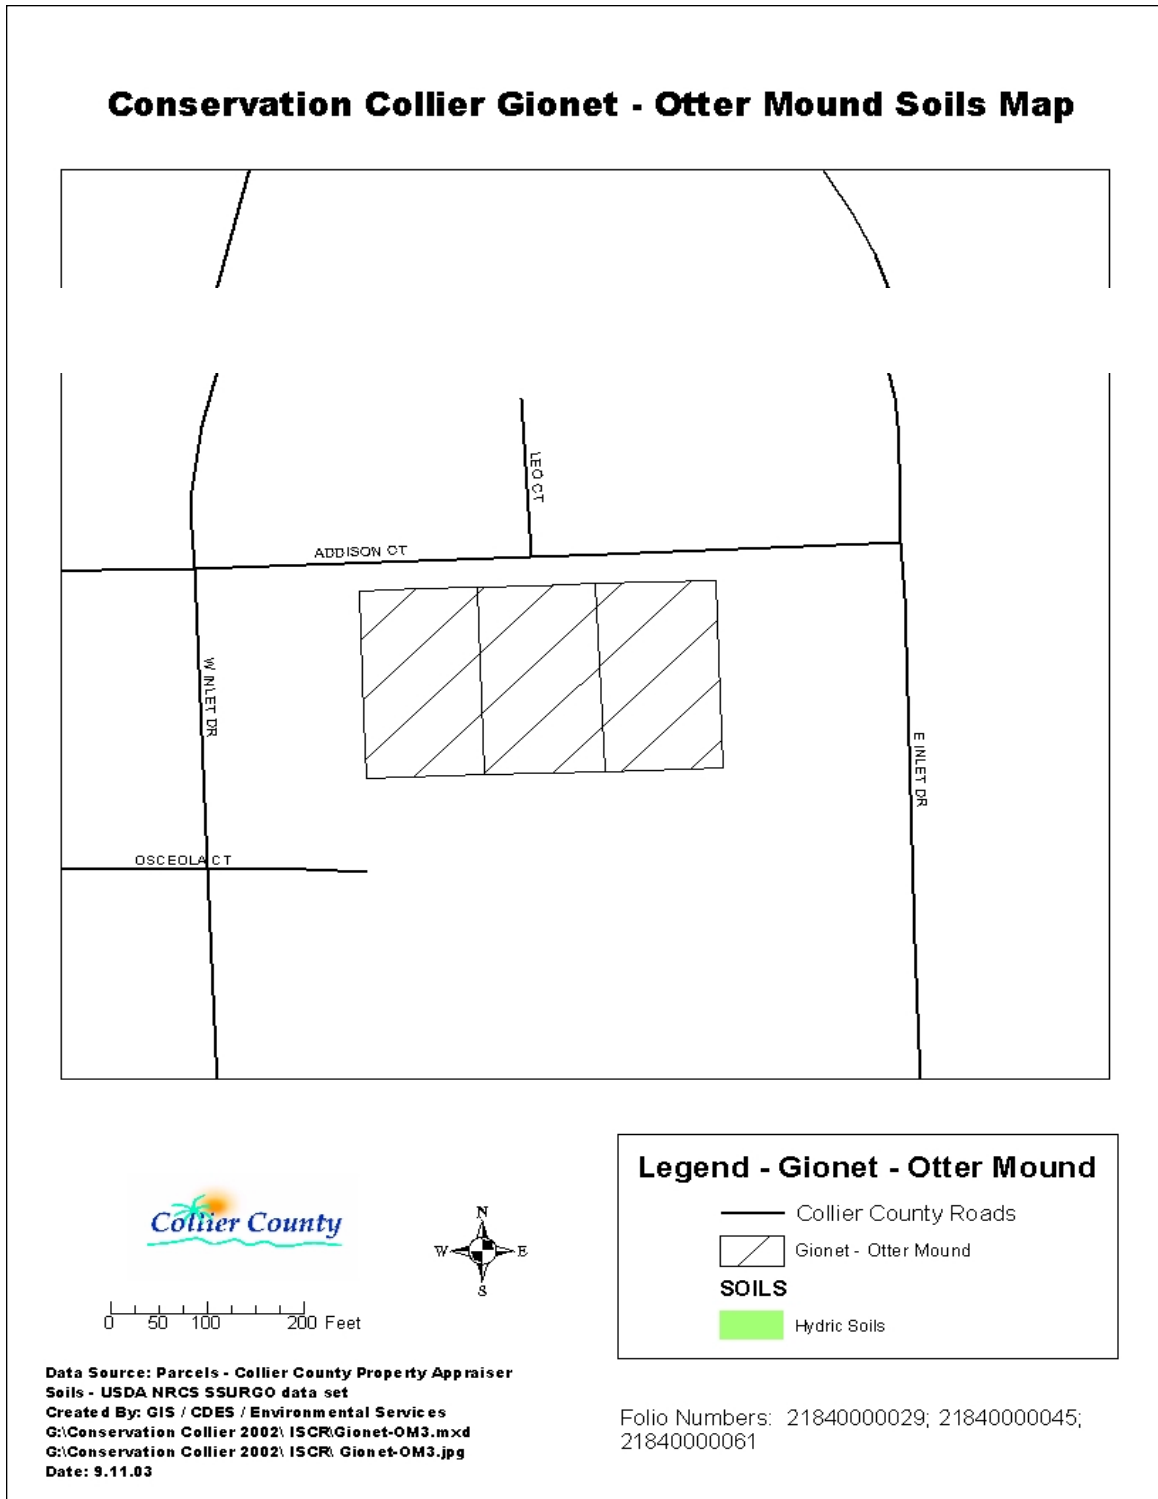 Conservation Collier Gionet - Otter Mound Soils Map
LEO CT
ADDISON CT
W INLET DR
E INLET DR
OSCEOLA CT
Legend - Gionet - Otter Mound
Collier County Roads
Gionet - Otter Mound
SOILS
Hydric Soils
Collier County
N
W E
S
0 50 100 200 Feet
Data Source: Parcels - Collier County Property Appraiser
Soils - USDA NRCS SSURGO data set
Created By: GIS / CDES / Environmental Services
G:\Conservation Collier 2002\ ISCR\Gionet-OM3.mxd
G:\Conservation Collier 2002\ ISCR\ Gionet-OM3.jpg
Date: 9.11.03
Folio Numbers: 21840000029; 21840000045;
21840000061